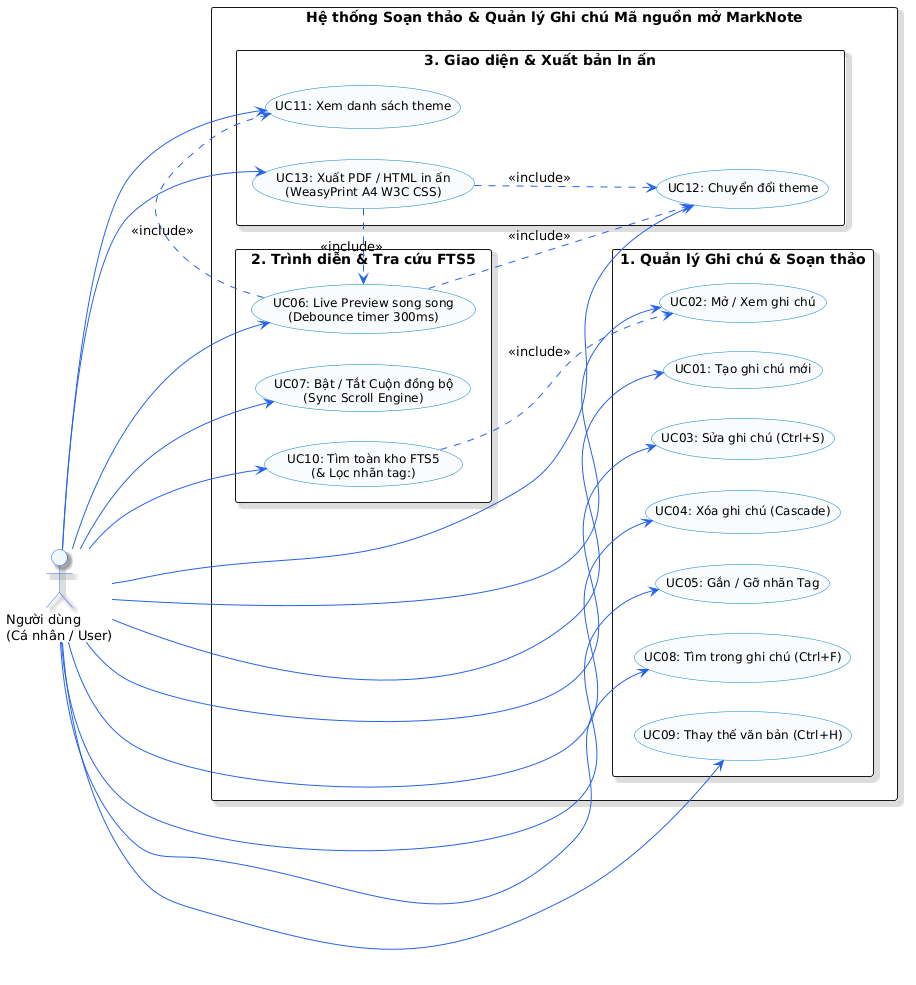 Hệ thống Soạn thảo & Quản lý Ghi chú Mã nguồn mở MarkNote
3. Giao diện & Xuất bản In ấn
UC11: Xem danh sách theme
UC13: Xuất PDF / HTML in ấn
(WeasyPrint A4 W3C CSS)
«include»
UC12: Chuyển đổi theme
«include»
«include»
«include»
2. Trình diễn & Tra cứu FTS5
UC06: Live Preview song song
(Debounce timer 300ms)
UC07: Bật / Tắt Cuộn đồng bộ
(Sync Scroll Engine)
UC10: Tìm toàn kho FTS5
(& Lọc nhãn tag:)
«include»
1. Quản lý Ghi chú & Soạn thảo
UC02: Mở / Xem ghi chú
UC01: Tạo ghi chú mới
UC03: Sửa ghi chú (Ctrl+S)
UC04: Xóa ghi chú (Cascade)
UC05: Gắn / Gỡ nhãn Tag
UC08: Tìm trong ghi chú (Ctrl+F)
UC09: Thay thế văn bản (Ctrl+H)
Người dùng
(Cá nhân / User)